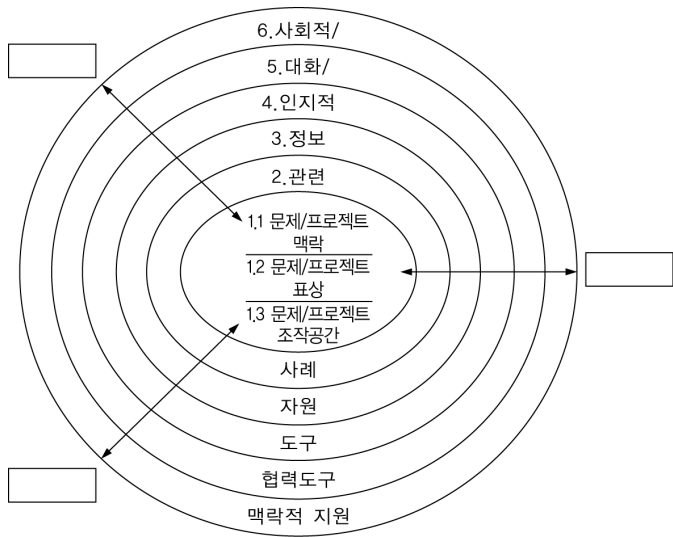 6.사회적/
5.대화/
4.인지적
3.정보
2.관련
1.1 문제/프로젝트
맥락
1.2 문제/프로젝트
표상
1.3 문제/프로젝트
조작공간
사례
자원
도구
협력도구
맥락적 지원